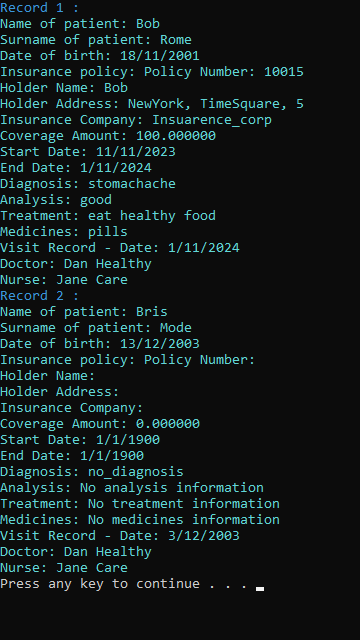 Record 1 :
Name of patient: Bob
Surname of patient: Rome
Date of birth: 18/11/2001
Insurance policy: Policy Number: 10015
Holder Name: Bob
Holder Address: NewYork, TimeSquare, 5
Insurance Company: Insuarence_corp
Coverage Amount: 100.000000
Start Date: 11/11/2023
End Date: 1/11/2024
Diagnosis: stomachache
Analysis: good
Treatment: eat healthy food
Medicines: pills
Visit Record - Date: 1/11/2024
Doctor: Dan Healthy
Nurse: Jane Care
Record 2 :
Name of patient: Bris
Surname of patient: Mode
Date of birth: 13/12/2003
Insurance policy: Policy Number:
Holder Name:
Holder Address:
Insurance Company:
Coverage Amount: 0.000000
Start Date: 1/1/1900
End Date: 1/1/1900
Diagnosis: no_diagnosis
Analysis: No analysis information
Treatment: No treatment information
Medicines: No medicines information
Visit Record - Date: 3/12/2003
Doctor: Dan Healthy
Nurse: Jane Care
Press any key to continue . . .